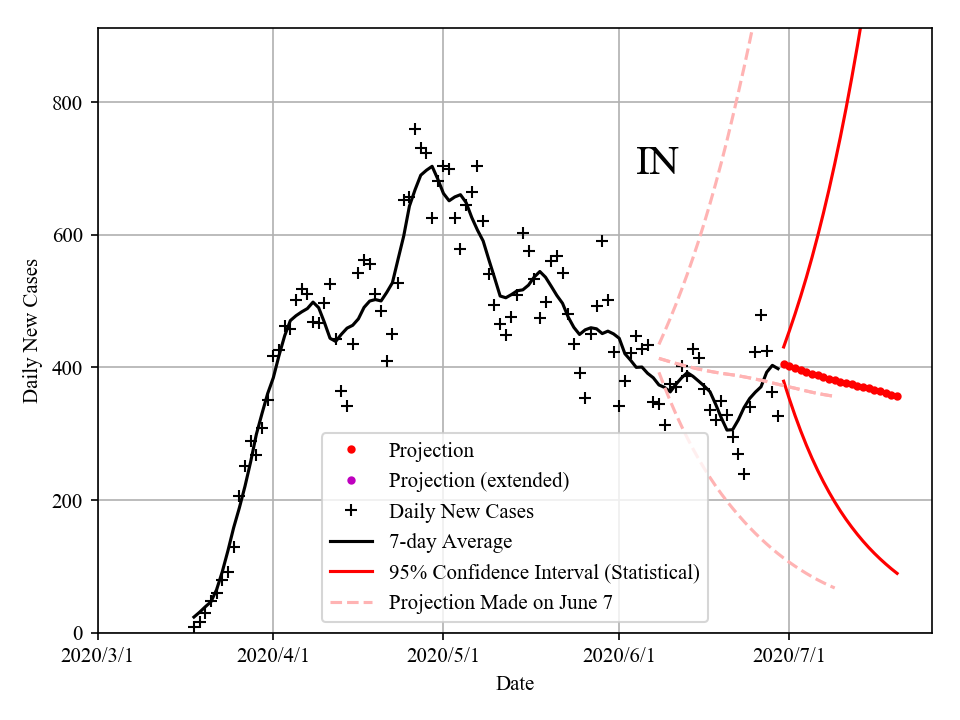 IN
Daily New Cases
800
600
400
200
0
2020/3/1
2020/4/1
2020/5/1
2020/6/1
2020/7/1
Date
Projection
Projection (extended)
Daily New Cases
7-day Average
95% Confidence Interval (Statistical)
Projection Made on June 7